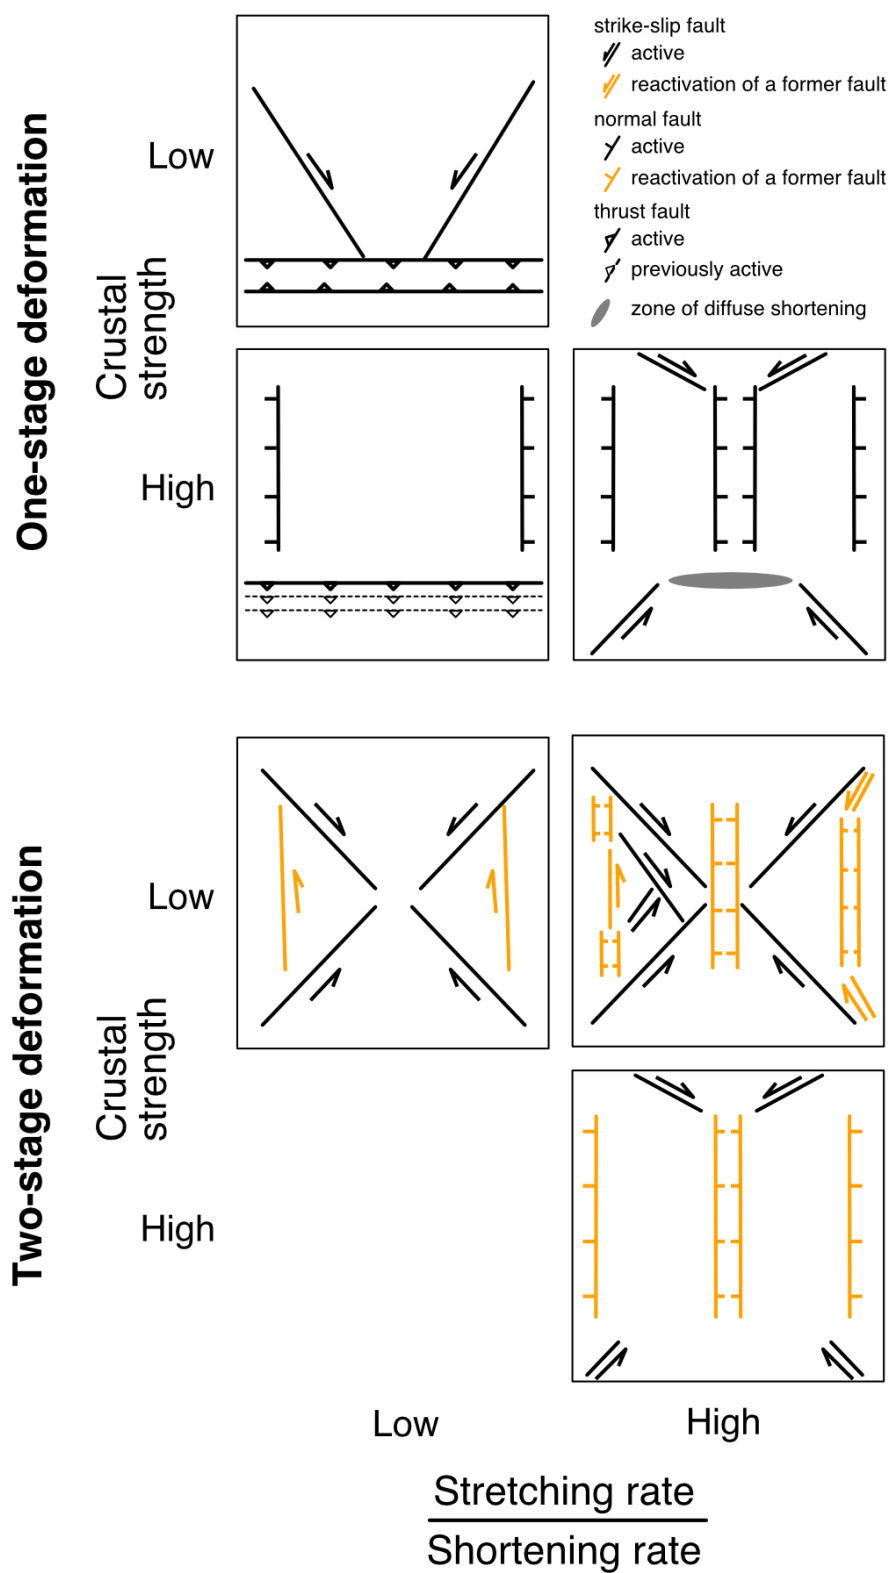 strike-slip fault
active
reactivation of a former fault
normal fault
active
reactivation of a former fault
thrust fault
active
previously active
zone of diffuse shortening
One-stage deformation
Crustal
strength
Low
High
Two-stage deformation
Crustal
strength
Low
High
Low
High
Stretching rate
Shortening rate